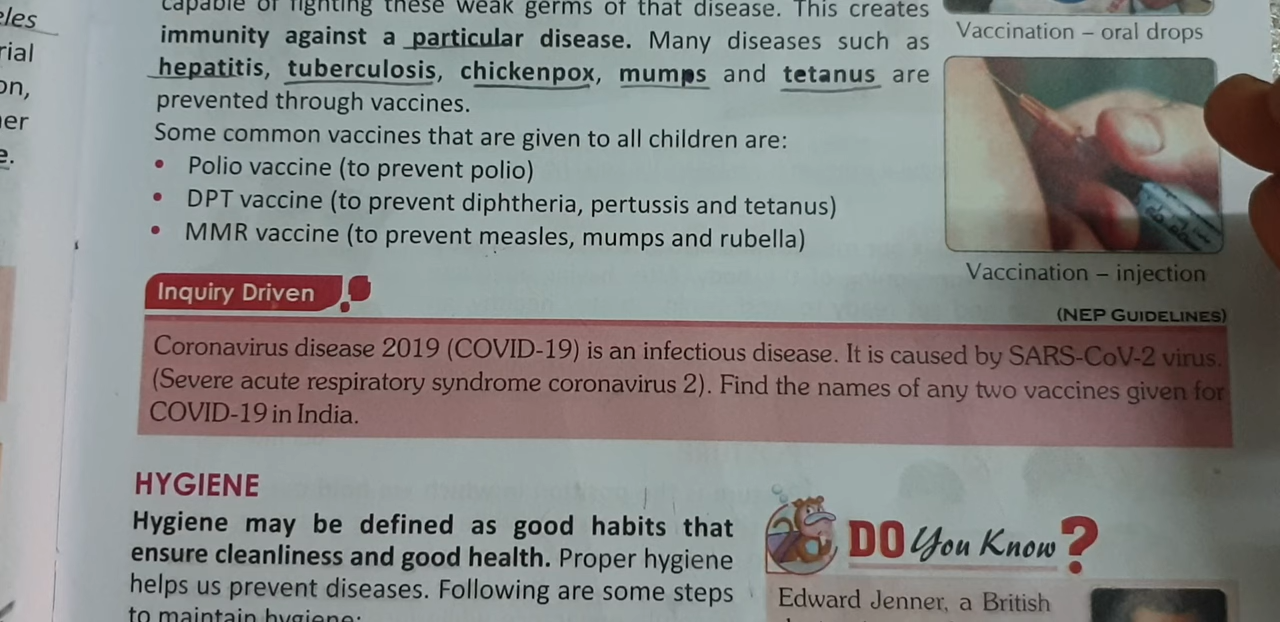 eles
rial
on,
ner
e.
capable of fighting these weak germs of that disease. This creates
immunity against a particular disease. Many diseases such as
hepatitis, tuberculosis, chickenpox, mumps and tetanus are
prevented through vaccines.
Some common vaccines that are given to all children are:
• Polio vaccine (to prevent polio)
• DPT vaccine (to prevent diphtheria, pertussis and tetanus)
• MMR vaccine (to prevent measles, mumps and rubella)
Vaccination – oral drops
Vaccination – injection
Inquiry Driven
(NEP GUIDELINES)
Coronavirus disease 2019 (COVID-19) is an infectious disease. It is caused by SARS-CoV-2 virus.
(Severe acute respiratory syndrome coronavirus 2). Find the names of any two vaccines given for
COVID-19 in India.
HYGIENE
Hygiene may be defined as good habits that
ensure cleanliness and good health. Proper hygiene
helps us prevent diseases. Following are some steps
to maintain hygiene:
DO You Know?
Edward Jenner, a British